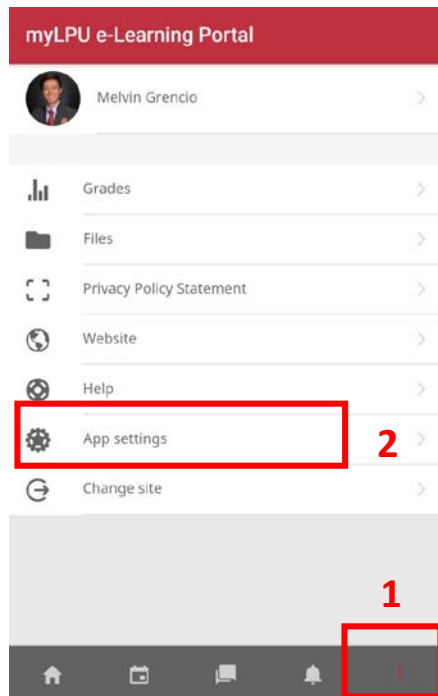 myLPU e-Learning Portal
Melvin Grencio
Grades
Files
Privacy Policy Statement
Website
Help
App settings
2
Change site
1